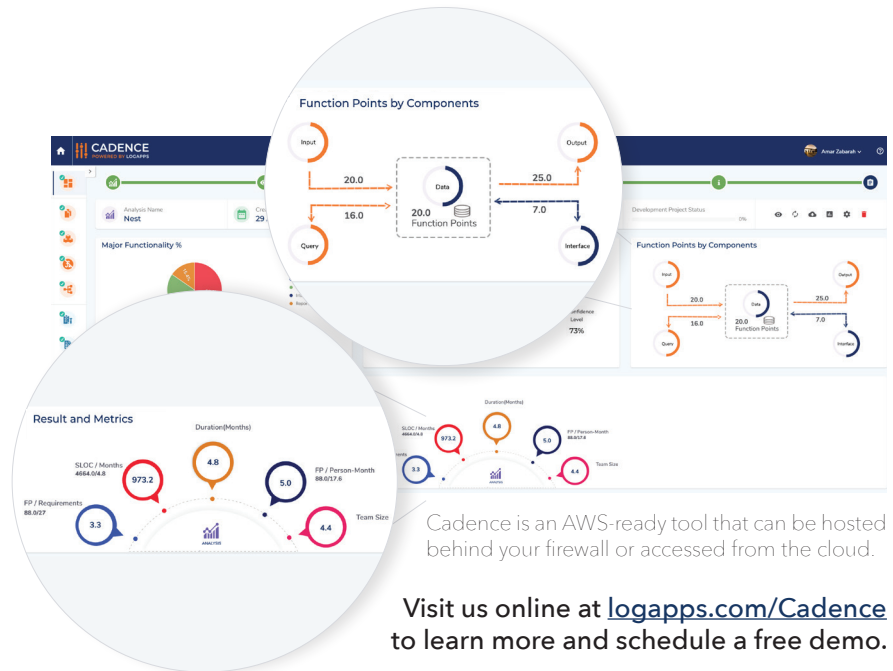 Function Points by Components
Input
Output
20.0
25.0
Data
16.0
20.0
7.0
Function Points
Query
Interface
CADENCE
POWERED BY LOGAPPS
Amar Zabarah
Analysis Name
Nest
29
Development Project Status
0%
Major Functionality %
Function Points by Components
Input
Output
20.0
25.0
Data
16.0
20.0
7.0
Function Points
Query
Interface
Level
73%
Result and Metrics
Duration(Months)
4.8
SLOC / Months
4664.0/4.8
973.2
5.0
FP / Person-Month
88.0/17.6
FP / Requirements
88.0/27
3.3
4.4
Team Size
ANALYSIS
Duration(Months)
4.8
SLOC / Months
4664.0/4.8
973.2
5.0
FP / Person-Month
88.0/17.6
3.3
4.4
Team Size
ANALYSIS
Cadence is an AWS-ready tool that can be hosted
behind your firewall or accessed from the cloud.
Visit us online at logapps.com/Cadence
to learn more and schedule a free demo.